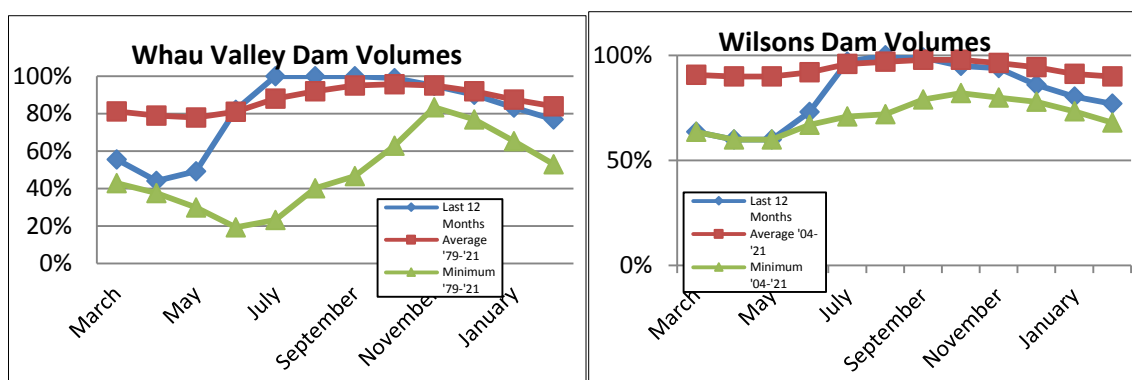 Whau Valley Dam Volumes
100%
80%
60%
40%
20%
0%
Last 12
Months
Average
'79-'21
Minimum
'79-'21
March
May
July
September
November
January
Wilsons Dam Volumes
100%
50%
0%
Last 12
Months
Average '04-
'21
Minimum
'04-'21
March
May
July
September
November
January